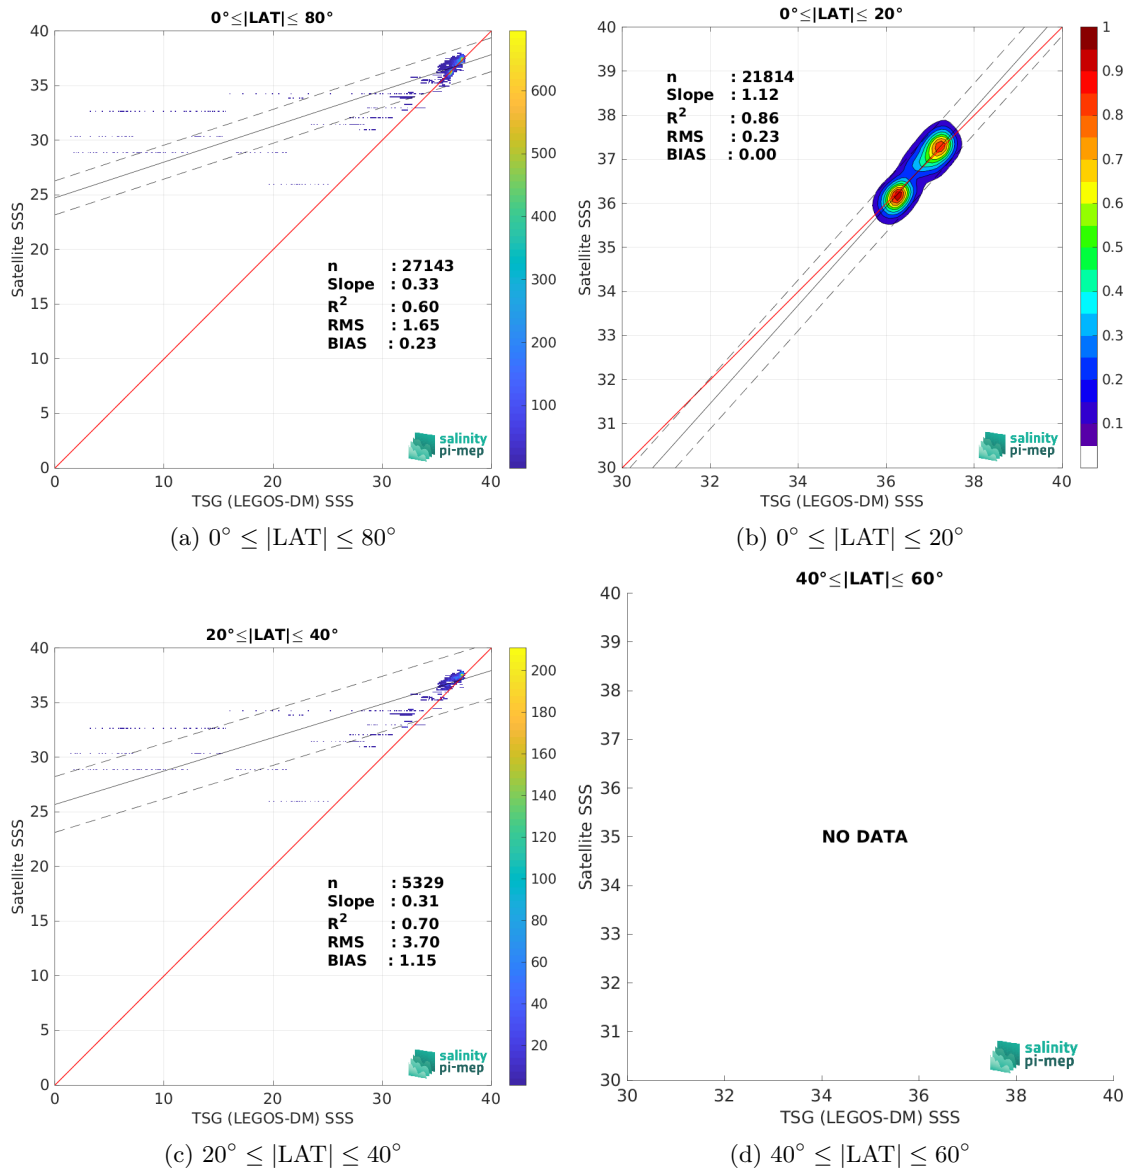 0°≤|LAT|≤ 80°
40
35
30
25
20
15
10
5
0
Satellite SSS
n : 27143
Slope : 0.33
R2 : 0.60
RMS : 1.65
BIAS : 0.23
salinity
pi-mep
0 10 20 30 40
TSG (LEGOS-DM) SSS
600
500
400
300
200
100
(a) 0° ≤ |LAT| ≤ 80°
0°≤|LAT|≤ 20°
40
39
38
37
36
35
34
33
32
31
30
Satellite SSS
n : 21814
Slope : 1.12
R2 : 0.86
RMS : 0.23
BIAS : 0.00
salinity
pi-mep
30 32 34 36 38 40
TSG (LEGOS-DM) SSS
1
0.9
0.8
0.7
0.6
0.5
0.4
0.3
0.2
0.1
(b) 0° ≤ |LAT| ≤ 20°
20°≤|LAT|≤ 40°
40
35
30
25
20
15
10
5
0
Satellite SSS
n : 5329
Slope : 0.31
R2 : 0.70
RMS : 3.70
BIAS : 1.15
salinity
pi-mep
0 10 20 30 40
TSG (LEGOS-DM) SSS
200
180
160
140
120
100
80
60
40
20
(c) 20° ≤ |LAT| ≤ 40°
40°≤|LAT|≤ 60°
40
39
38
37
36
35
34
33
32
31
30
Satellite SSS
NO DATA
salinity
pi-mep
30 32 34 36 38 40
TSG (LEGOS-DM) SSS
(d) 40° ≤ |LAT| ≤ 60°